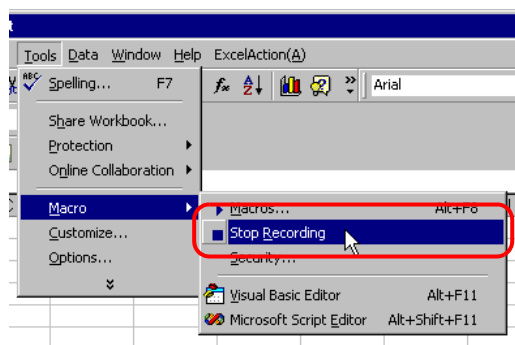 Tools Data Window Help ExcelAction(A)
ABC Spelling... F7
Arial
Share Workbook...
Protection
Online Collaboration
Macro
Macros... Alt+F8
Customize...
Stop Recording
Options...
Security...
Visual Basic Editor Alt+F11
Microsoft Script Editor Alt+Shift+F11